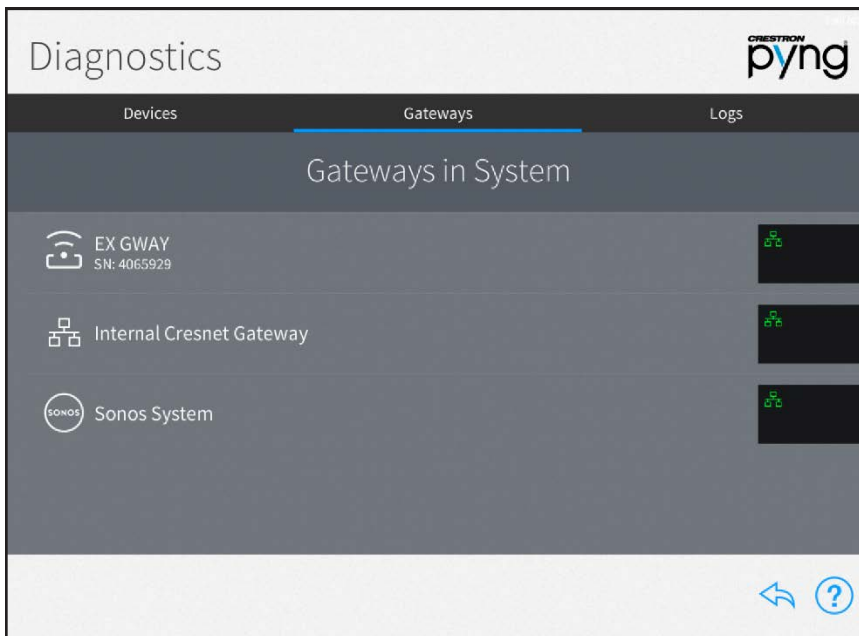 Diagnostics
CRESTRON
pyng
Devices
Gateways
Logs
Gateways in System
EX GWAY
SN: 4065929
Internal Cresnet Gateway
SONOS
Sonos System
?